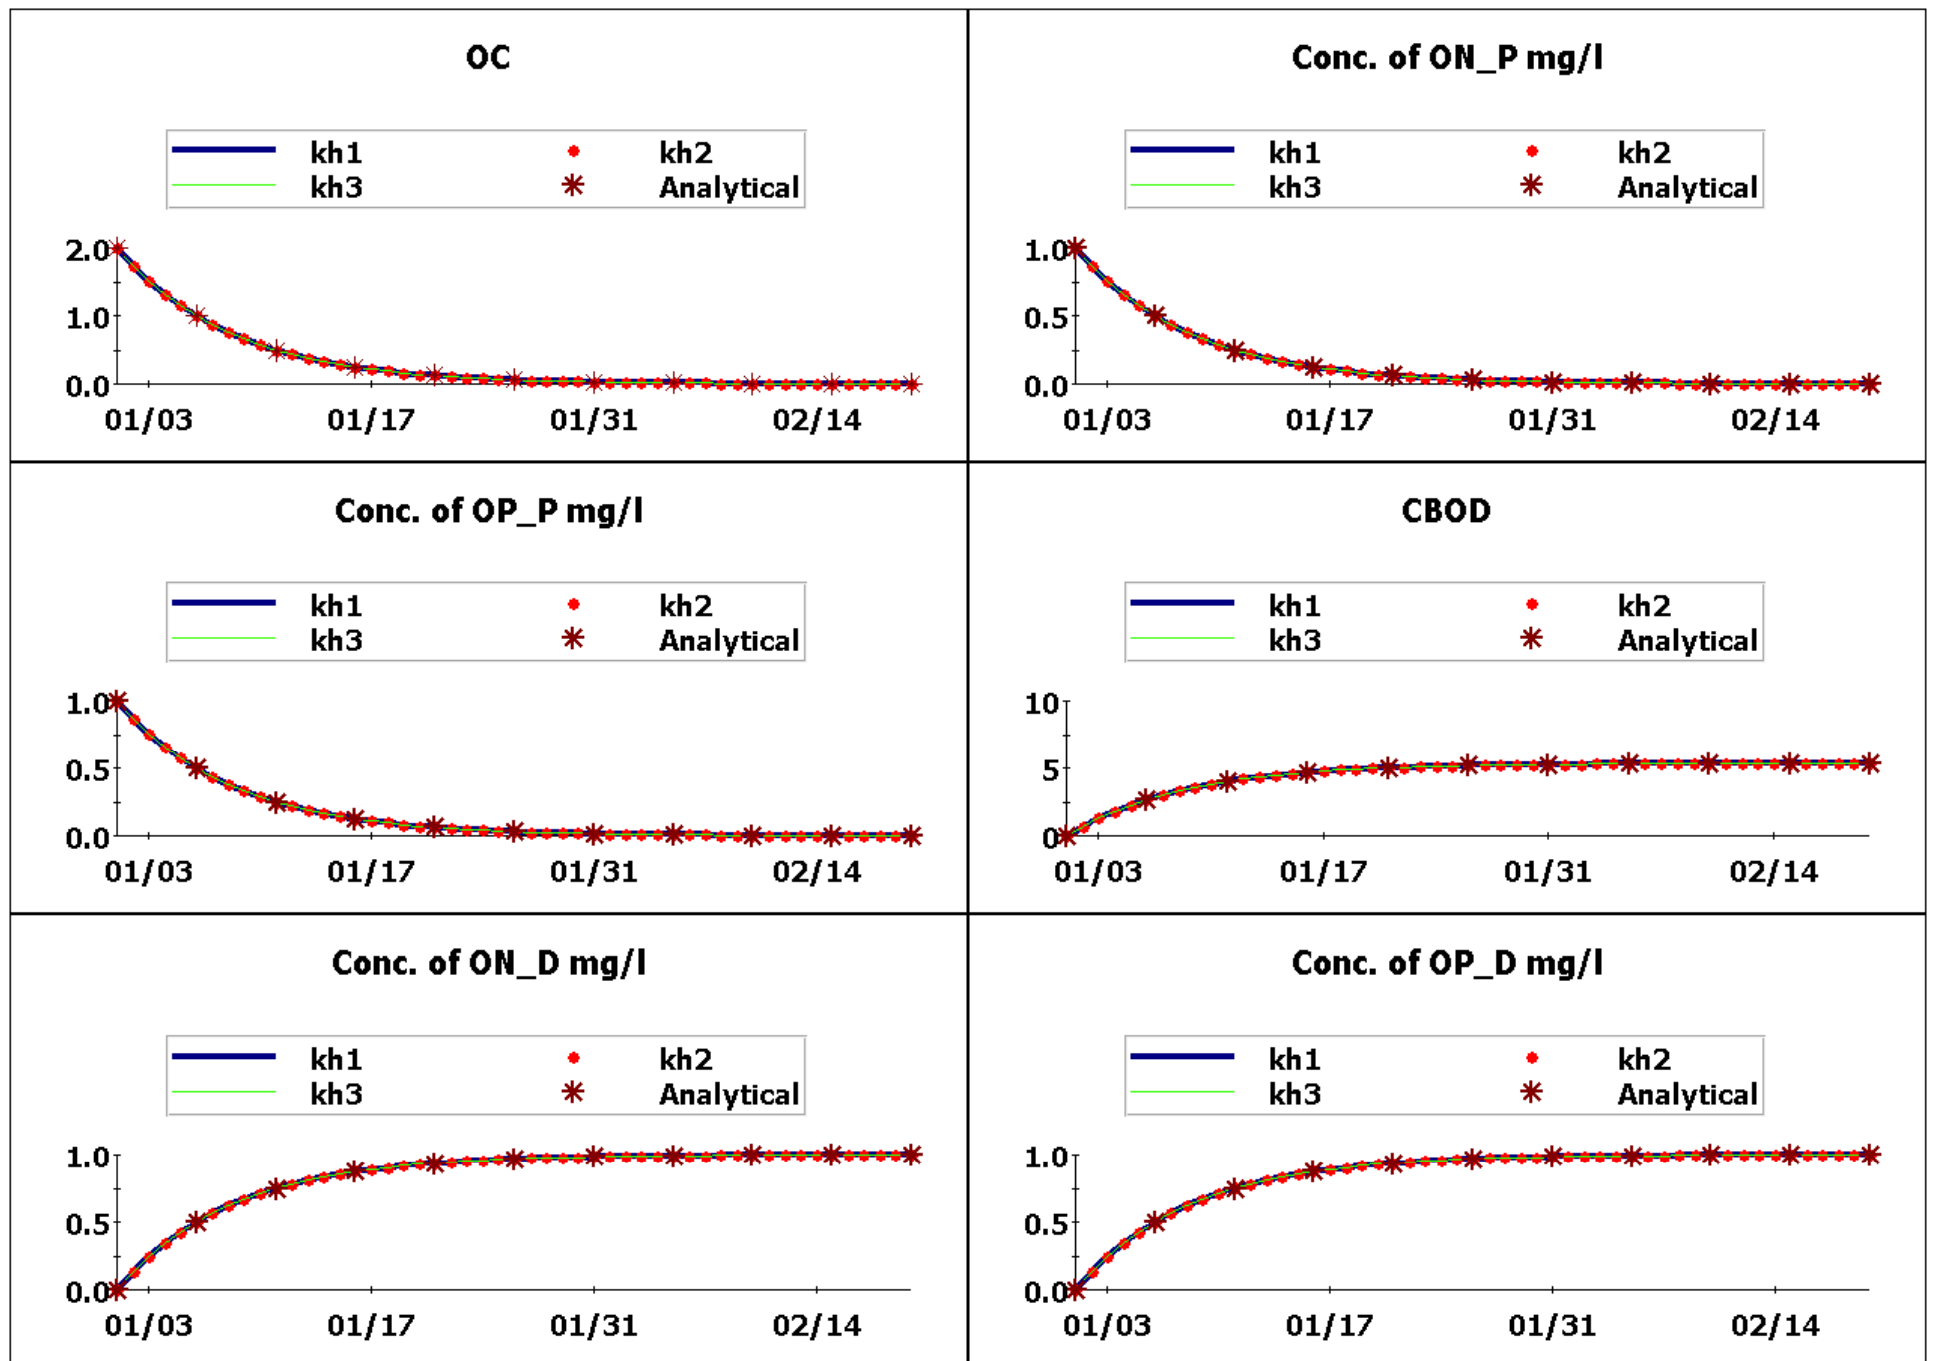 OC
kh1 kh2
kh3 Analytical
2.0
1.0
0.0
01/03 01/17 01/31 02/14
Conc. of ON_P mg/l
kh1 kh2
kh3 Analytical
1.0
0.5
0.0
01/03 01/17 01/31 02/14
Conc. of OP_P mg/l
kh1 kh2
kh3 Analytical
1.0
0.5
0.0
01/03 01/17 01/31 02/14
CBOD
kh1 kh2
kh3 Analytical
10
5
0
01/03 01/17 01/31 02/14
Conc. of ON_D mg/l
kh1 kh2
kh3 Analytical
1.0
0.5
0.0
01/03 01/17 01/31 02/14
Conc. of OP_D mg/l
kh1 kh2
kh3 Analytical
1.0
0.5
0.0
01/03 01/17 01/31 02/14